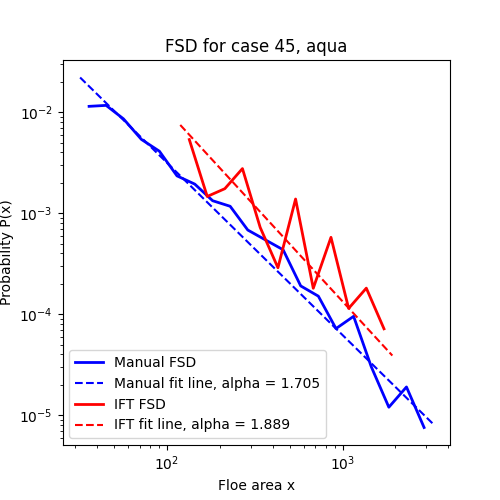 FSD for case 45, aqua
Probability P(x)
10⁻²
10⁻³
10⁻⁴
10⁻⁵
Manual FSD
Manual fit line, alpha = 1.705
IFT FSD
IFT fit line, alpha = 1.889
10²
10³
Floe area x